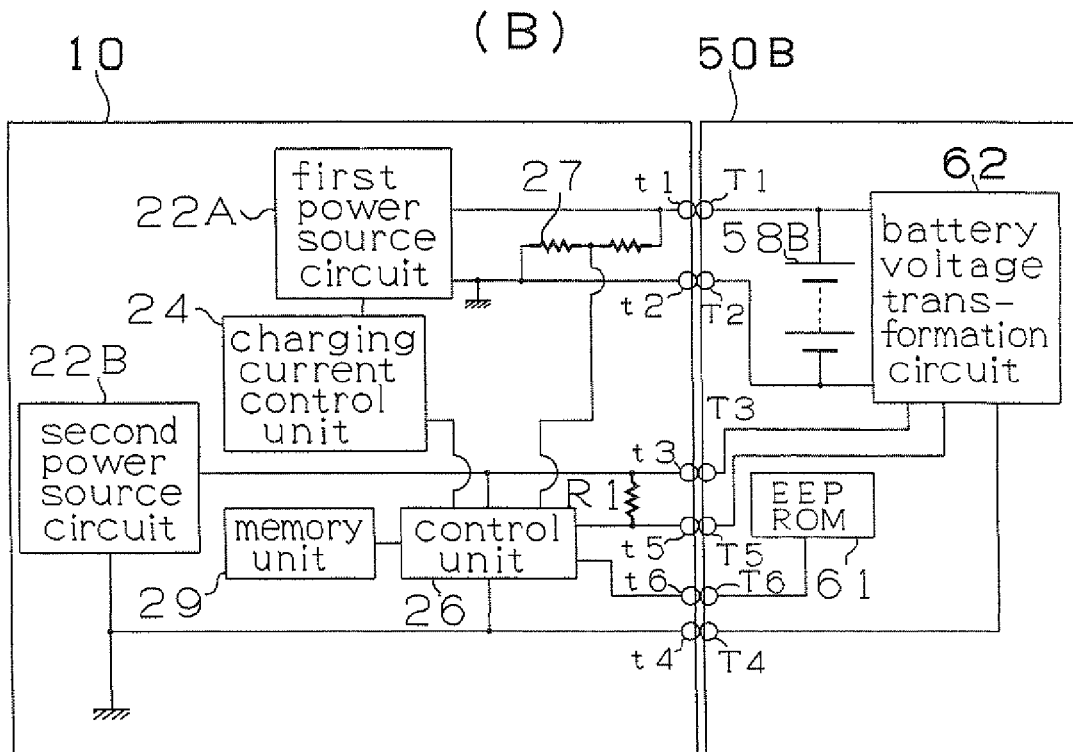 (B)
10
50B
first
power
source
circuit
22A
27
t1
T1
62
58B
battery
voltage
trans-
formation
circuit
t2
T2
24
charging
current
control
unit
22B
second
power
source
circuit
T3
t3
R1
EEP
ROM
memory
unit
control
unit
t5
T5
t6
T6
61
29
26
t4
T4